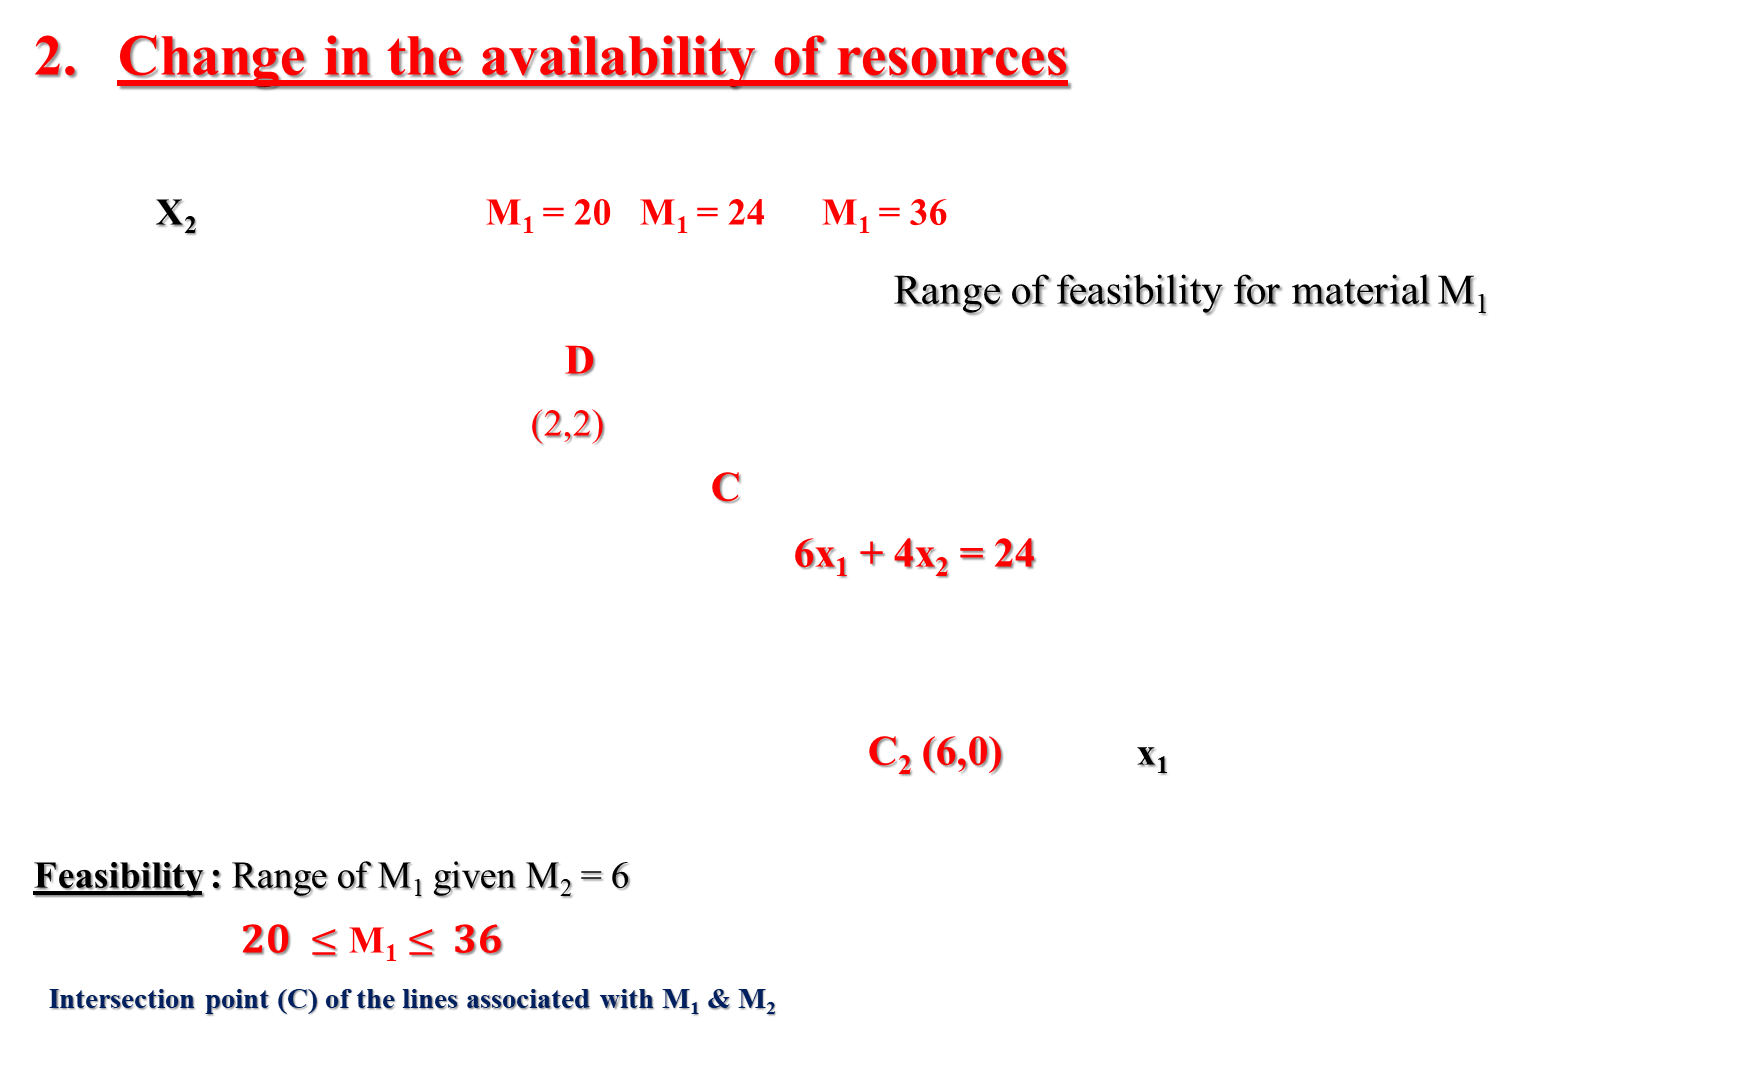 2. Change in the availability of resources
X₂ M₁ = 20 M₁ = 24 M₁ = 36
Range of feasibility for material M₁
D
(2,2)
C
6x₁ + 4x₂ = 24
C₂ (6,0) x₁
Feasibility : Range of M₁ given M₂ = 6
20 ≤ M₁ ≤ 36
Intersection point (C) of the lines associated with M₁ & M₂